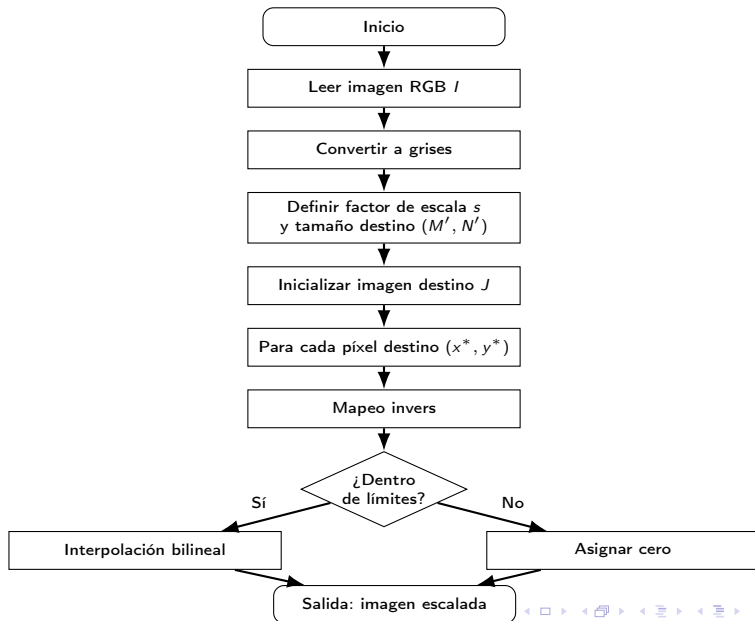 Inicio
Leer imagen RGB I
Convertir a grises
Definir factor de escala s
y tamaño destino (M′, N′)
Inicializar imagen destino J
Para cada píxel destino (x*, y*)
Mapeo invers
¿Dentro
de límites?
Sí
No
Interpolación bilineal
Asignar cero
Salida: imagen escalada